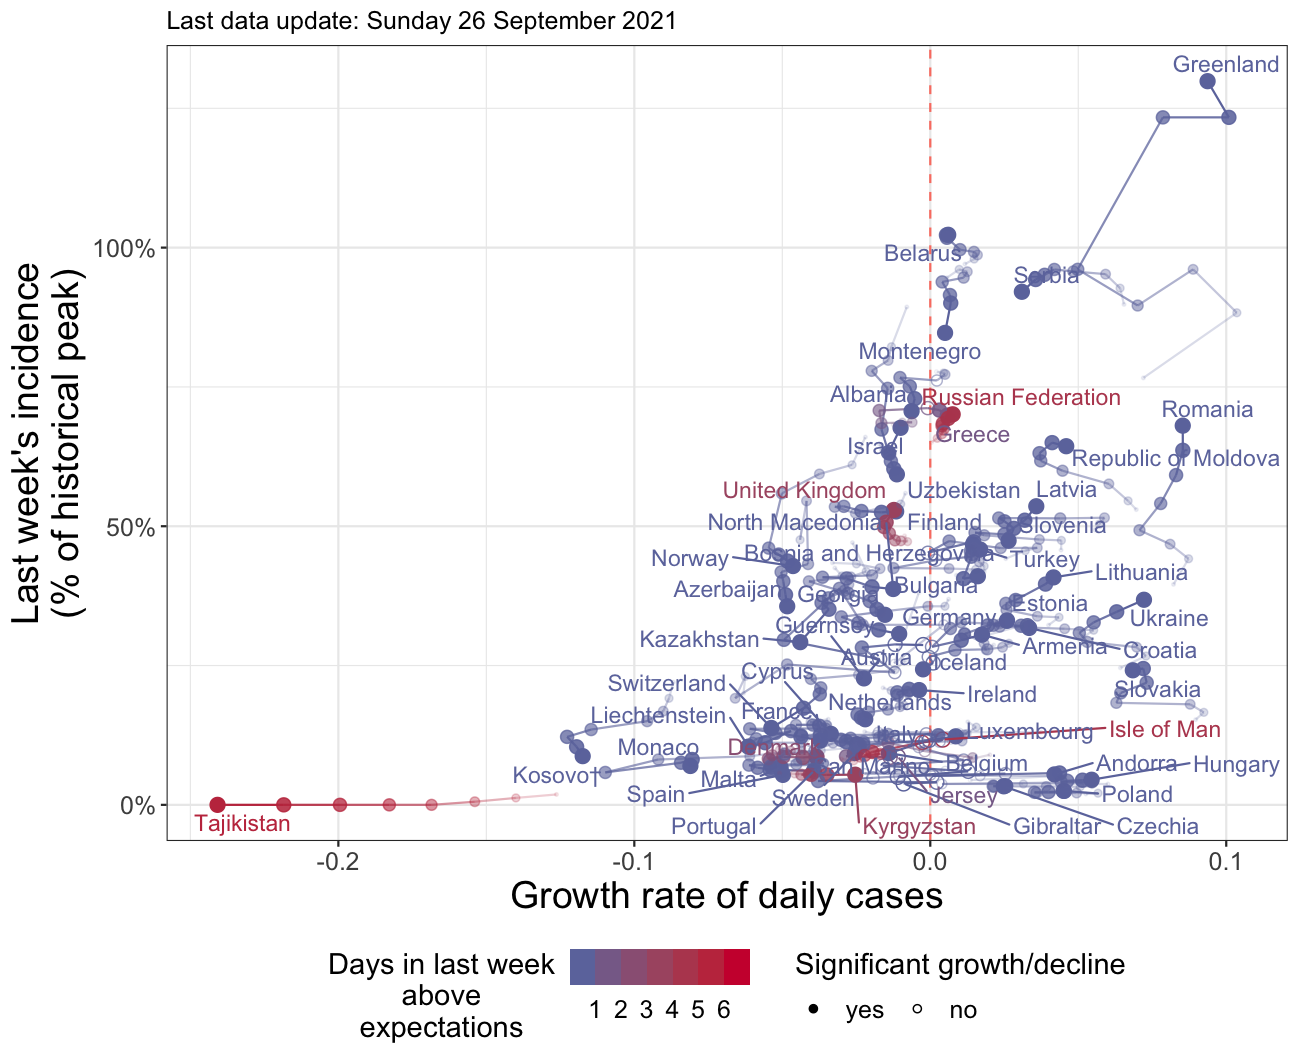 Last data update: Sunday 26 September 2021
Last week's incidence
(% of historical peak)
100%
50%
0%
Greenland
Belarus
Serbia
Montenegro
Albania
Russian Federation
Greece
Romania
Israel
Republic of Moldova
United Kingdom
Uzbekistan
Latvia
North Macedonia
Finland
Slovenia
Norway
Bosnia and Herzegovina
Turkey
Lithuania
Azerbaijan
Georgia
Bulgaria
Estonia
Guernsey
Germany
Ukraine
Kazakhstan
Armenia
Croatia
Austria
Iceland
Cyprus
Switzerland
Slovakia
Netherlands
Ireland
Liechtenstein
France
Italy
Luxembourg
Isle of Man
Monaco
Denmark
San Marino
Belgium
Andorra
Hungary
Kosovo
Malta
Spain
Sweden
Jersey
Poland
Tajikistan
Portugal
Kyrgyzstan
Gibraltar
Czechia
-0.2
-0.1
0.0
0.1
Growth rate of daily cases
Days in last week
above
expectations
1 2 3 4 5 6
Significant growth/decline
yes
no